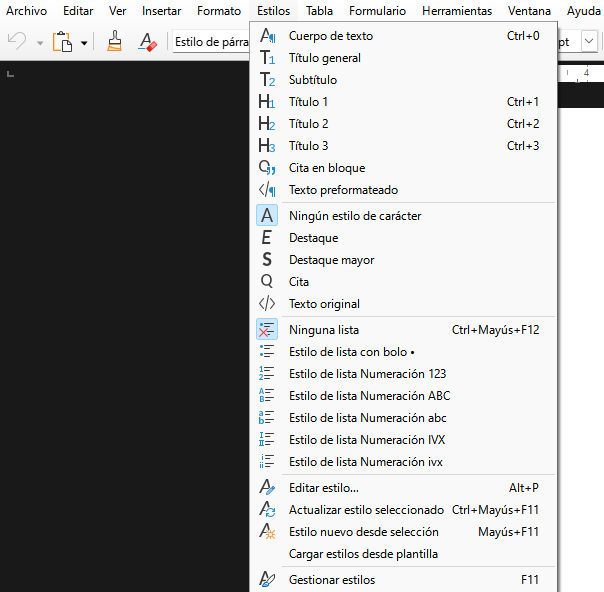 Archivo Editar Ver Insertar Formato Estilos Tabla Formulario Herramientas Ventana Ayuda
Estilo de párra
pt
4
Cuerpo de texto Ctrl+0
Título general
Subtítulo
Título 1 Ctrl+1
Título 2 Ctrl+2
Título 3 Ctrl+3
Cita en bloque
Texto preformateado
Ningún estilo de carácter
Destaque
Destaque mayor
Cita
Texto original
Ninguna lista Ctrl+Mayús+F12
Estilo de lista con bolo •
Estilo de lista Numeración 123
Estilo de lista Numeración ABC
Estilo de lista Numeración abc
Estilo de lista Numeración IVX
Estilo de lista Numeración ivx
Editar estilo... Alt+P
Actualizar estilo seleccionado Ctrl+Mayús+F11
Estilo nuevo desde selección Mayús+F11
Cargar estilos desde plantilla
Gestionar estilos F11